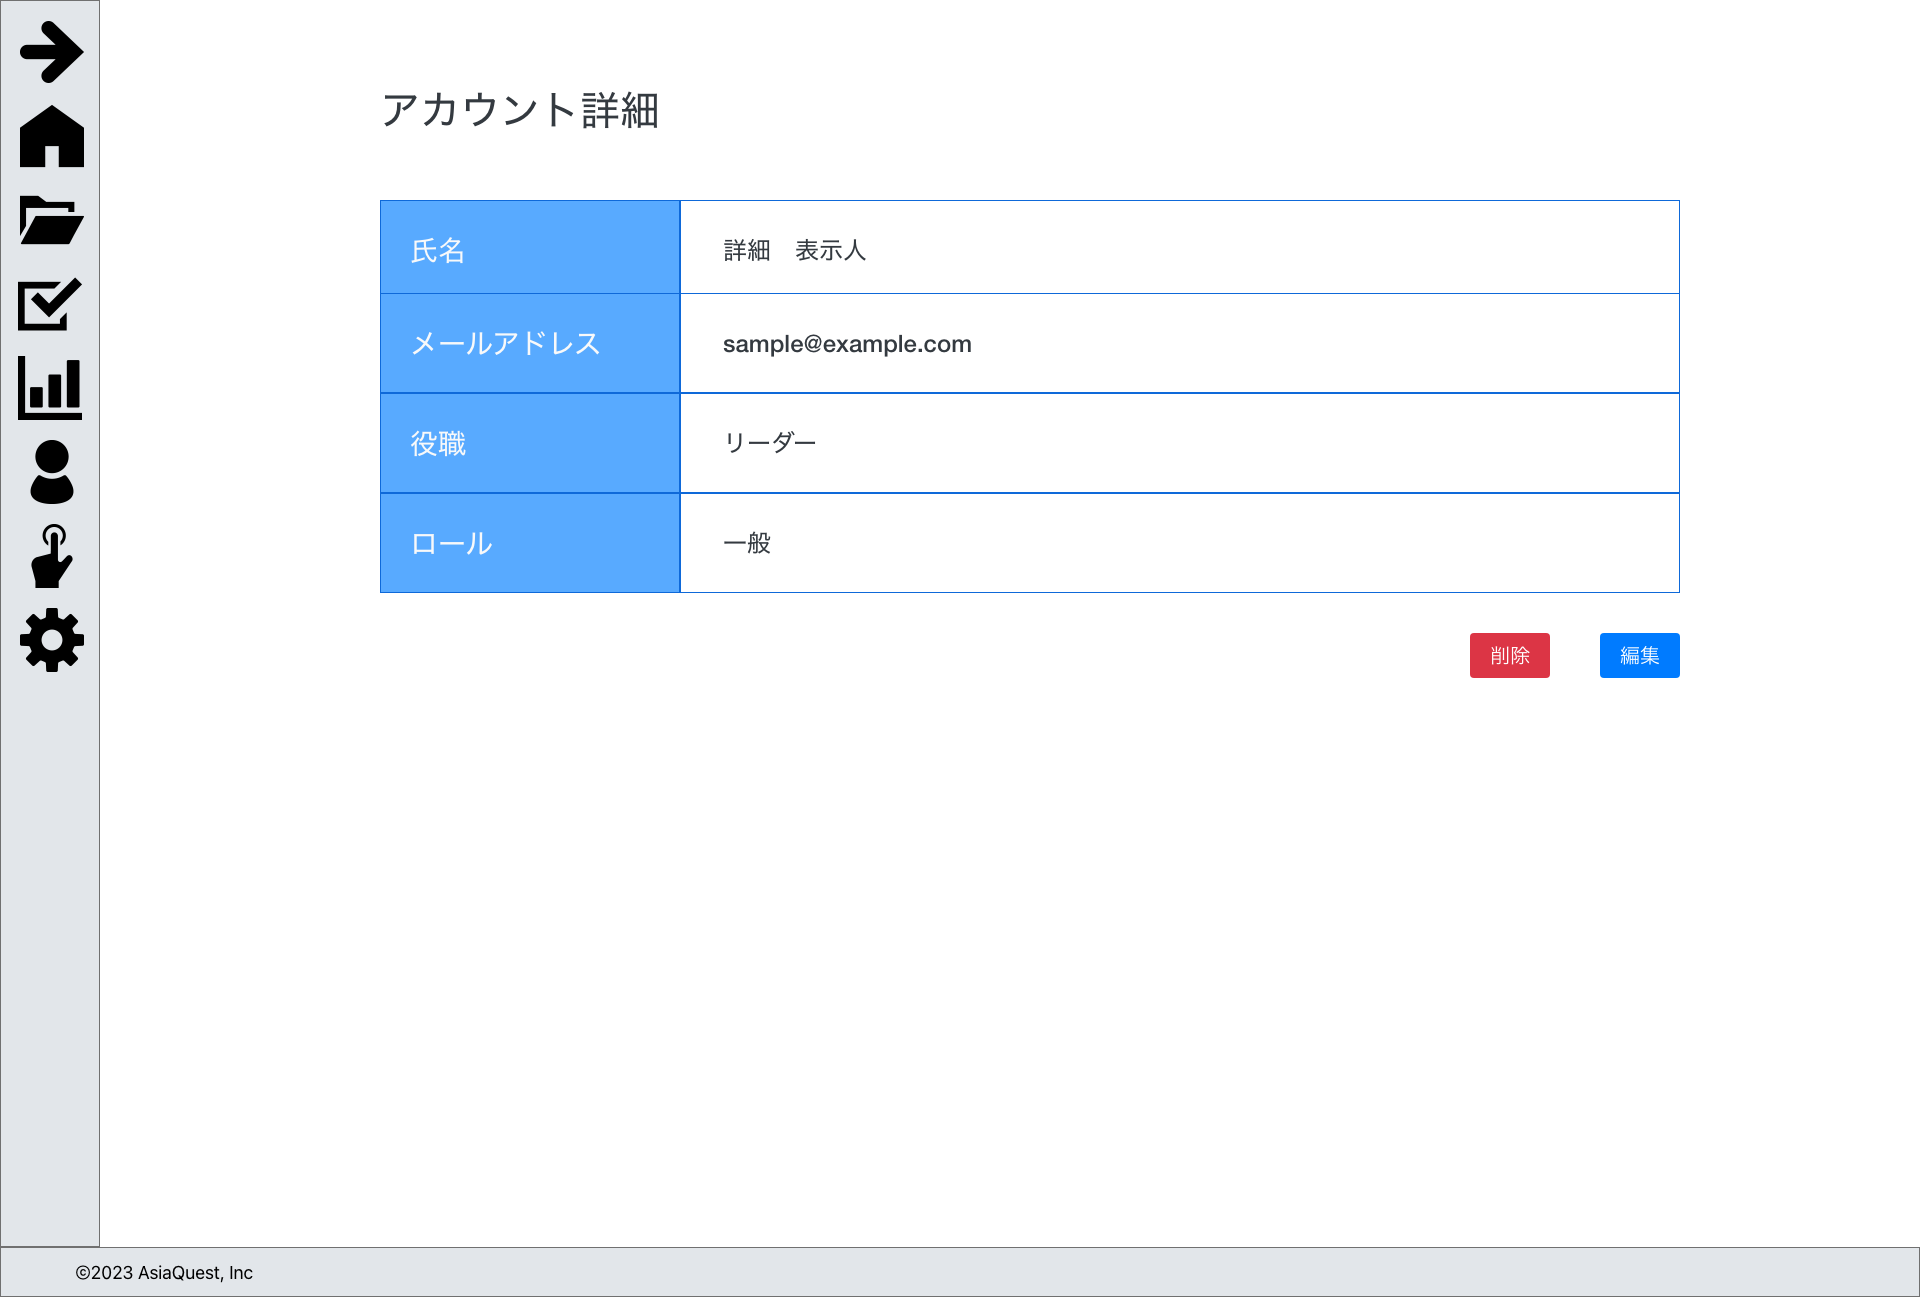 アカウント詳細
氏名
詳細　表示人
メールアドレス
sample@example.com
役職
リーダー
ロール
一般
削除
編集
©2023 AsiaQuest, Inc